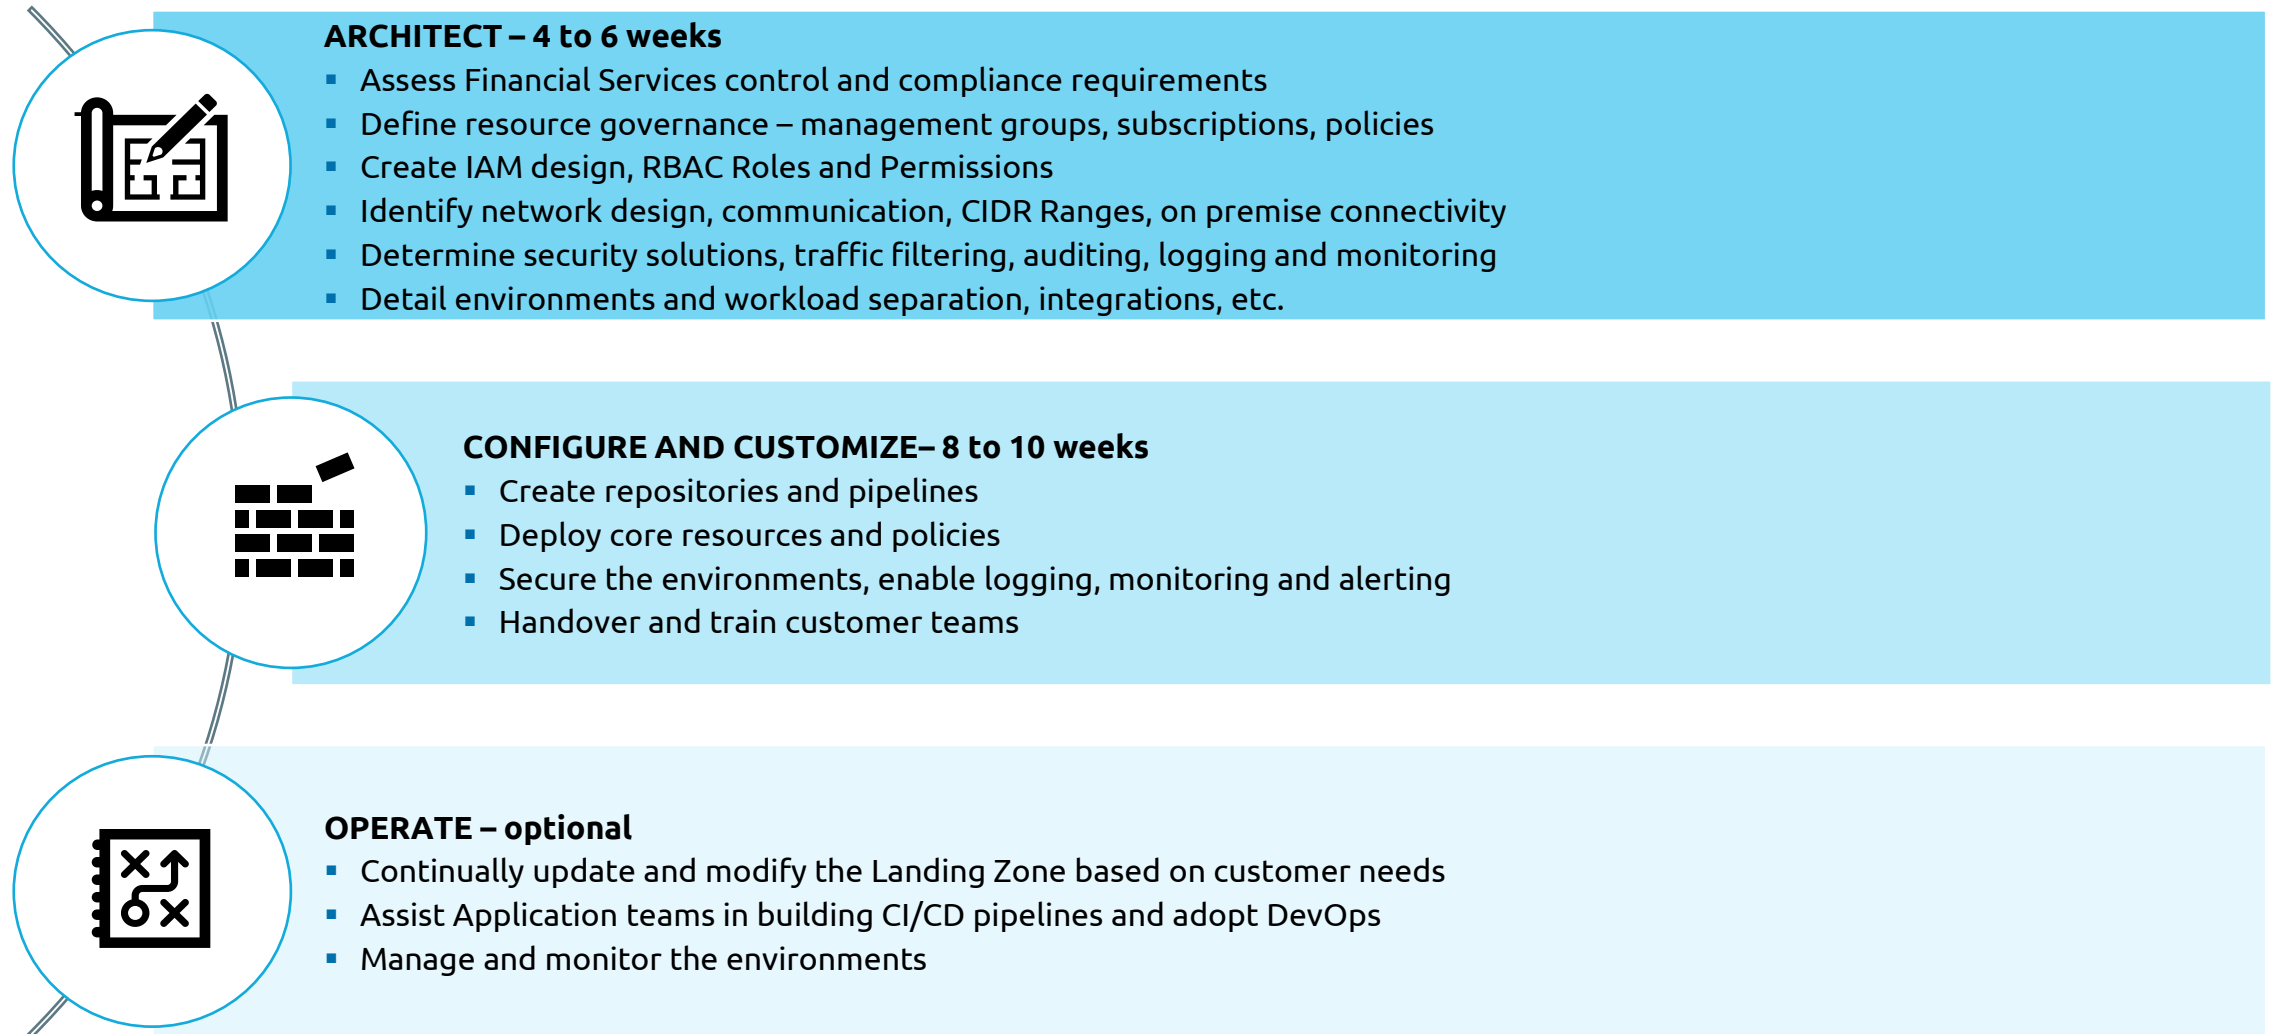 ARCHITECT – 4 to 6 weeks
▪ Assess Financial Services control and compliance requirements
▪ Define resource governance – management groups, subscriptions, policies
▪ Create IAM design, RBAC Roles and Permissions
▪ Identify network design, communication, CIDR Ranges, on premise connectivity
▪ Determine security solutions, traffic filtering, auditing, logging and monitoring
▪ Detail environments and workload separation, integrations, etc.
CONFIGURE AND CUSTOMIZE– 8 to 10 weeks
▪ Create repositories and pipelines
▪ Deploy core resources and policies
▪ Secure the environments, enable logging, monitoring and alerting
▪ Handover and train customer teams
OPERATE – optional
▪ Continually update and modify the Landing Zone based on customer needs
▪ Assist Application teams in building CI/CD pipelines and adopt DevOps
▪ Manage and monitor the environments